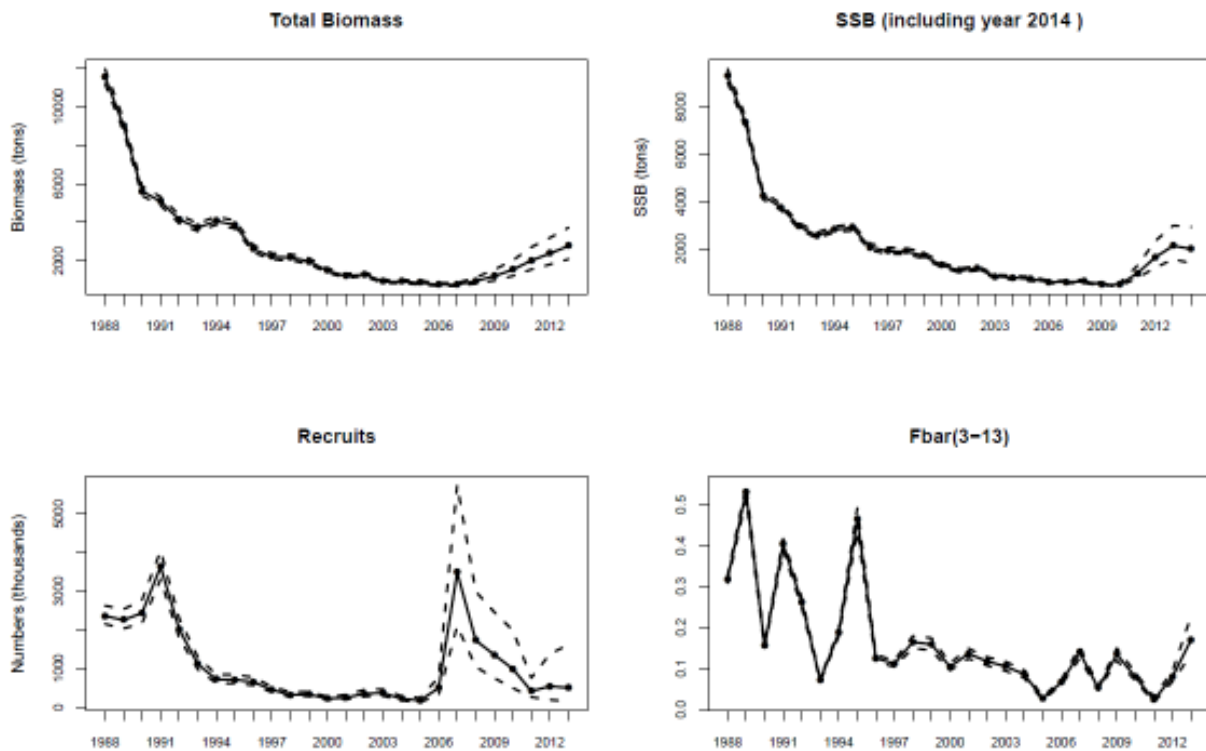 Total Biomass
Biomass (tons)
10000
6000
2000
1988 1991 1994 1997 2000 2003 2006 2009 2012
SSB (including year 2014 )
SSB (tons)
8000
6000
4000
2000
1988 1991 1994 1997 2000 2003 2006 2009 2012
Recruits
Numbers (thousands)
5000
3000
1000
0
1988 1991 1994 1997 2000 2003 2006 2009 2012
Fbar(3−13)
0.5
0.4
0.3
0.2
0.1
0.0
1988 1991 1994 1997 2000 2003 2006 2009 2012